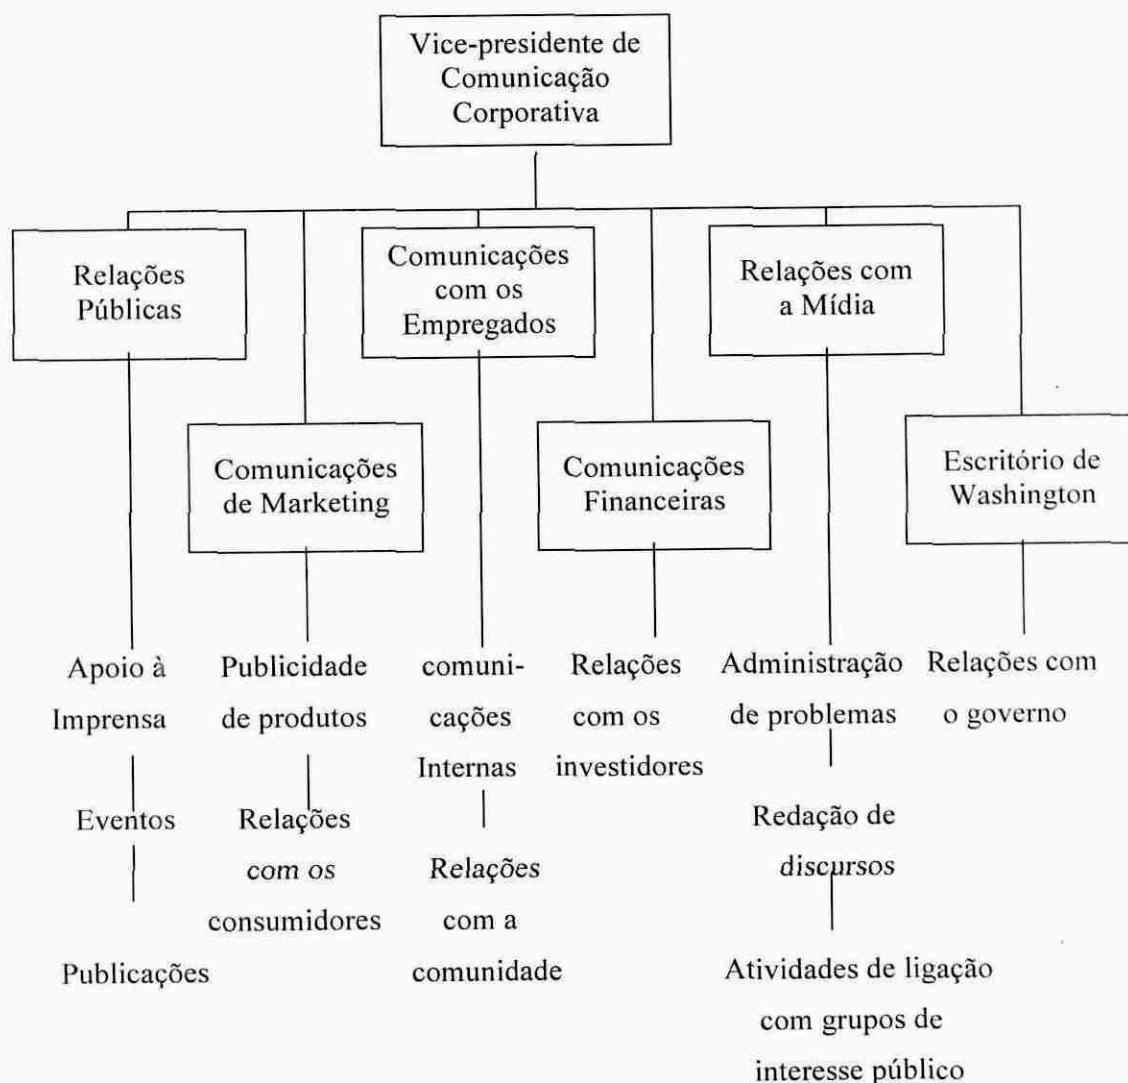 Vice-presidente de
Comunicação
Corporativa
Relações
Públicas
Comunicações
com os
Empregados
Relações com
a Mídia
Comunicações
de Marketing
Comunicações
Financeiras
Escritório de
Washington
Apoio à
Imprensa
Eventos
Publicações
Publicidade
de produtos
Relações
com os
consumidores
comuni-
cações
Internas
Relações
com a
comunidade
Relações
com os
investidores
Administração
de problemas
Redação de
discursos
Atividades de ligação
com grupos de
interesse público
Relações com
o governo